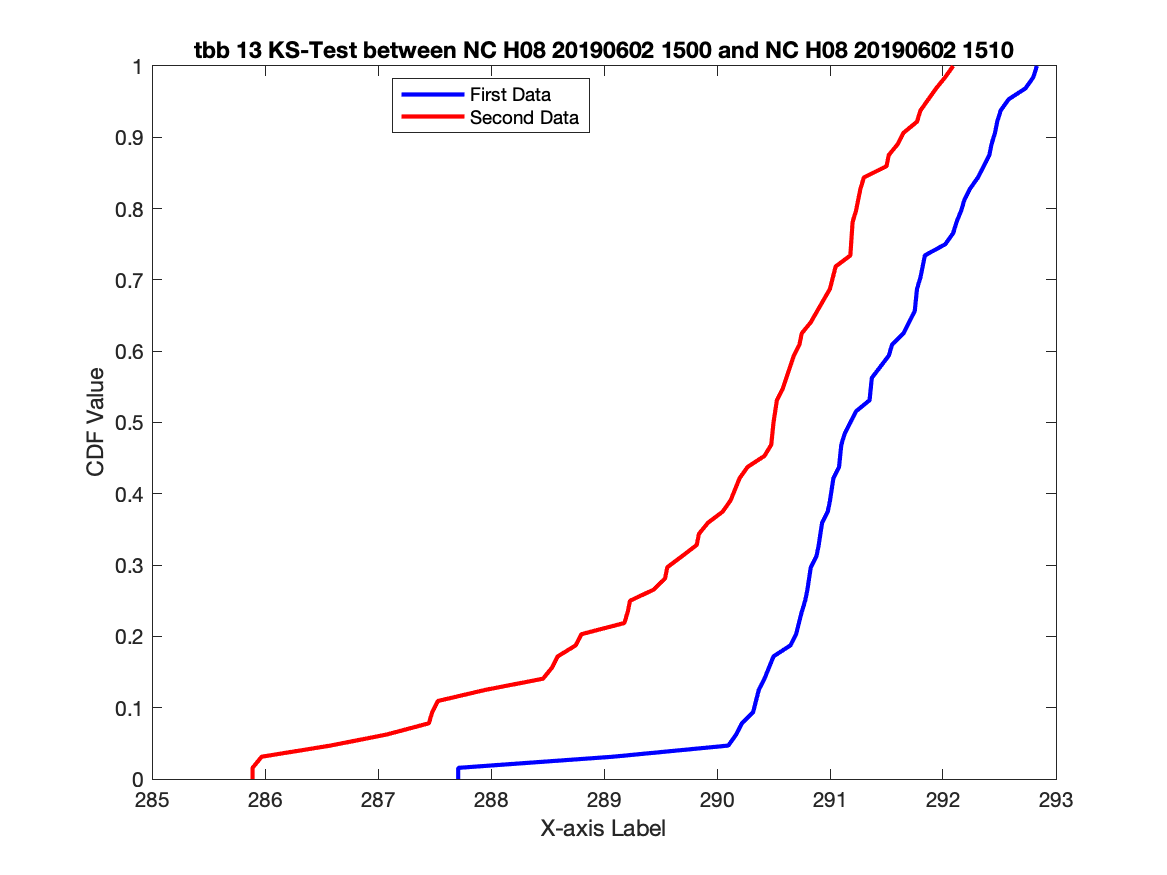 tbb 13 KS-Test between NC H08 20190602 1500 and NC H08 20190602 1510
First Data
Second Data
1
0.9
0.8
0.7
0.6
0.5
0.4
0.3
0.2
0.1
0
CDF Value
285 286 287 288 289 290 291 292 293
X-axis Label